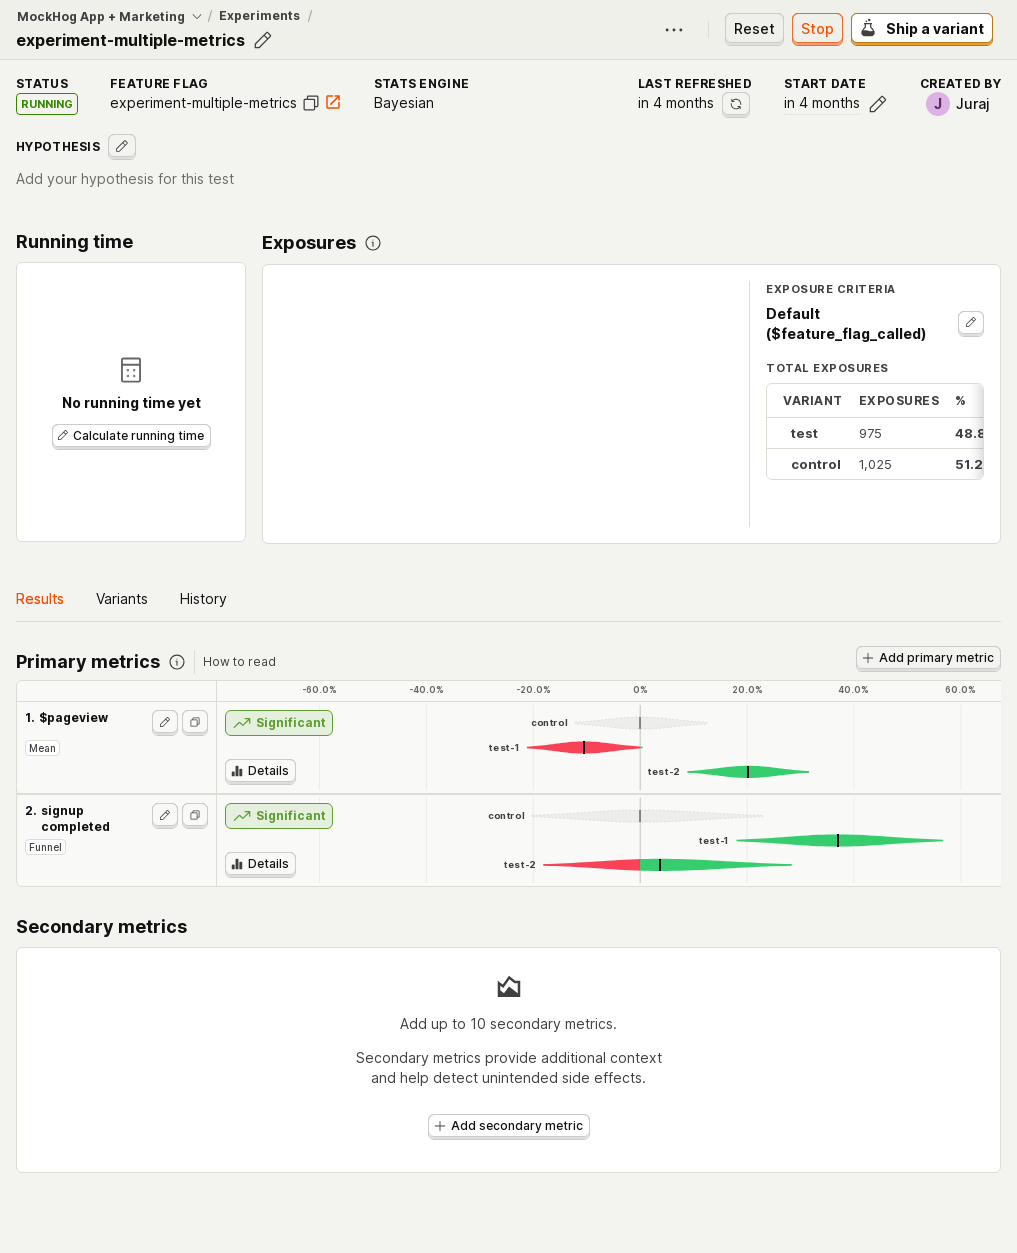 MockHog App + Marketing / Experiments /
experiment-multiple-metrics
Reset
Stop
Ship a variant
STATUS
RUNNING
FEATURE FLAG
experiment-multiple-metrics
STATS ENGINE
Bayesian
LAST REFRESHED
in 4 months
START DATE
in 4 months
CREATED BY
J Juraj
HYPOTHESIS
Add your hypothesis for this test
Running time
No running time yet
Calculate running time
Exposures
EXPOSURE CRITERIA
Default
($feature_flag_called)
TOTAL EXPOSURES
VARIANT EXPOSURES %
test 975 48.8
control 1,025 51.2
Results Variants History
Primary metrics How to read
Add primary metric
-60.0% -40.0% -20.0% 0% 20.0% 40.0% 60.0%
1. $pageview
Mean
Significant
Details
control
test-1
test-2
2. signup
completed
Funnel
Significant
Details
control
test-1
test-2
Secondary metrics
Add up to 10 secondary metrics.
Secondary metrics provide additional context
and help detect unintended side effects.
Add secondary metric